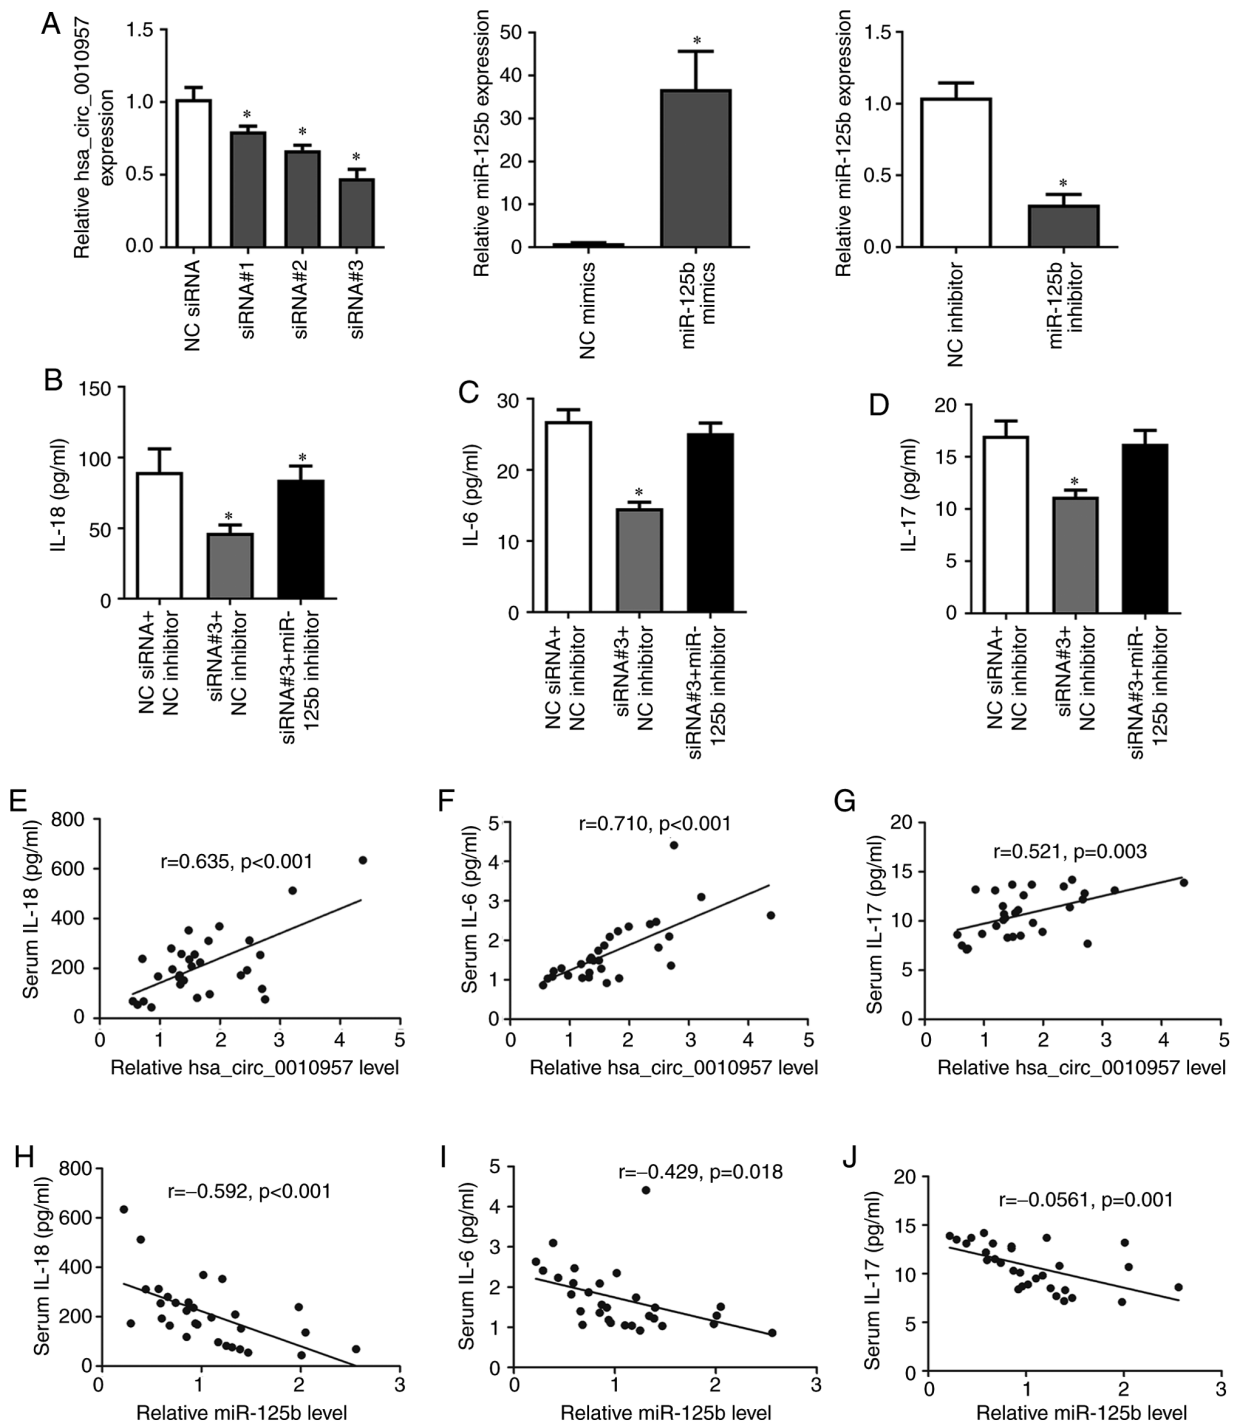 A
Relative hsa_circ_0010957
expression
1.5
1.0
0.5
0.0
*
*
*
NC siRNA
siRNA#1
siRNA#2
siRNA#3
Relative miR-125b expression
50
40
30
20
10
0
*
NC mimics
miR-125b
mimics
Relative miR-125b expression
1.5
1.0
0.5
0.0
*
NC inhibitor
miR-125b
inhibitor
B
IL-18 (pg/ml)
150
100
50
0
*
*
NC siRNA+
NC inhibitor
siRNA#3+
NC inhibitor
siRNA#3+miR-
125b inhibitor
C
IL-6 (pg/ml)
30
20
10
0
*
NC siRNA+
NC inhibitor
siRNA#3+
NC inhibitor
siRNA#3+miR-
125b inhibitor
D
IL-17 (pg/ml)
20
15
10
5
0
*
NC siRNA+
NC inhibitor
siRNA#3+
NC inhibitor
siRNA#3+miR-
125b inhibitor
E
Serum IL-18 (pg/ml)
800
600
400
200
0
r=0.635, p<0.001
0 1 2 3 4 5
Relative hsa_circ_0010957 level
F
Serum IL-6 (pg/ml)
5
4
3
2
1
0
r=0.710, p<0.001
0 1 2 3 4 5
Relative hsa_circ_0010957 level
G
Serum IL-17 (pg/ml)
20
15
10
5
0
r=0.521, p=0.003
0 1 2 3 4 5
Relative hsa_circ_0010957 level
H
Serum IL-18 (pg/ml)
800
600
400
200
0
r=−0.592, p<0.001
0 1 2 3
Relative miR-125b level
I
Serum IL-6 (pg/ml)
5
4
3
2
1
0
r=−0.429, p=0.018
0 1 2 3
Relative miR-125b level
J
Serum IL-17 (pg/ml)
20
15
10
5
0
r=−0.0561, p=0.001
0 1 2 3
Relative miR-125b level